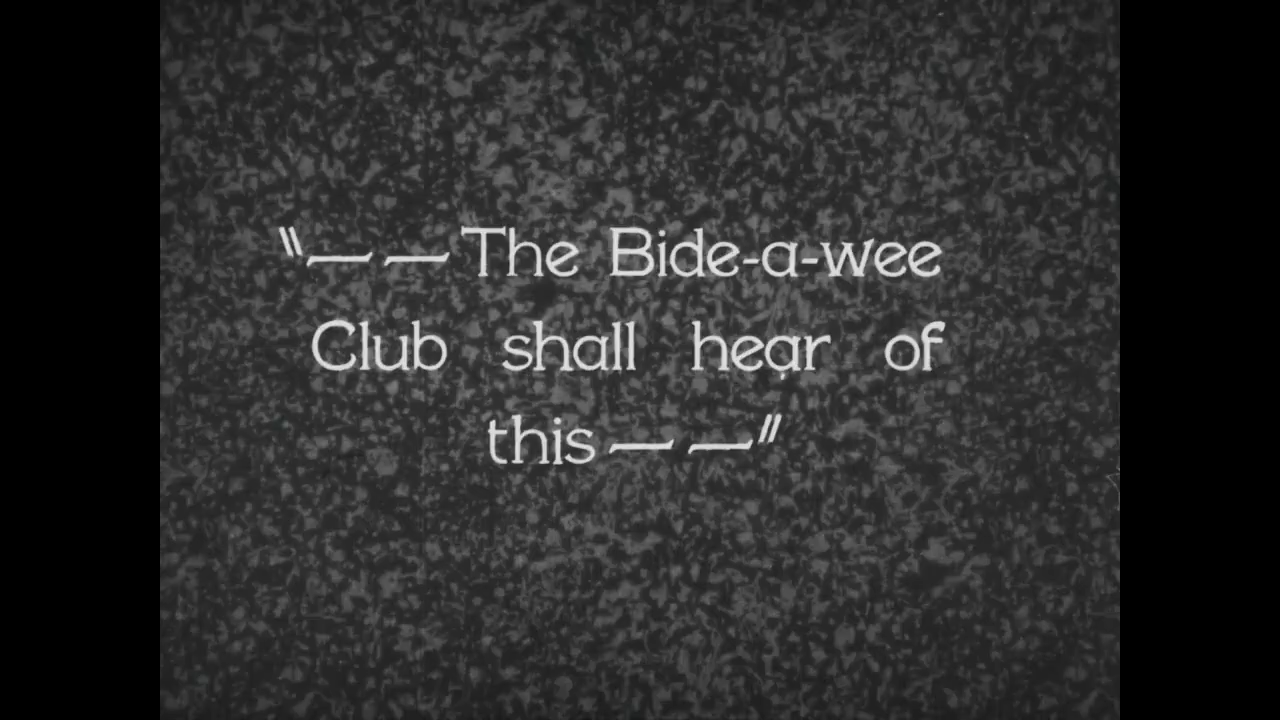 "— — The Bide-a-wee
Club shall hear of
this — —"